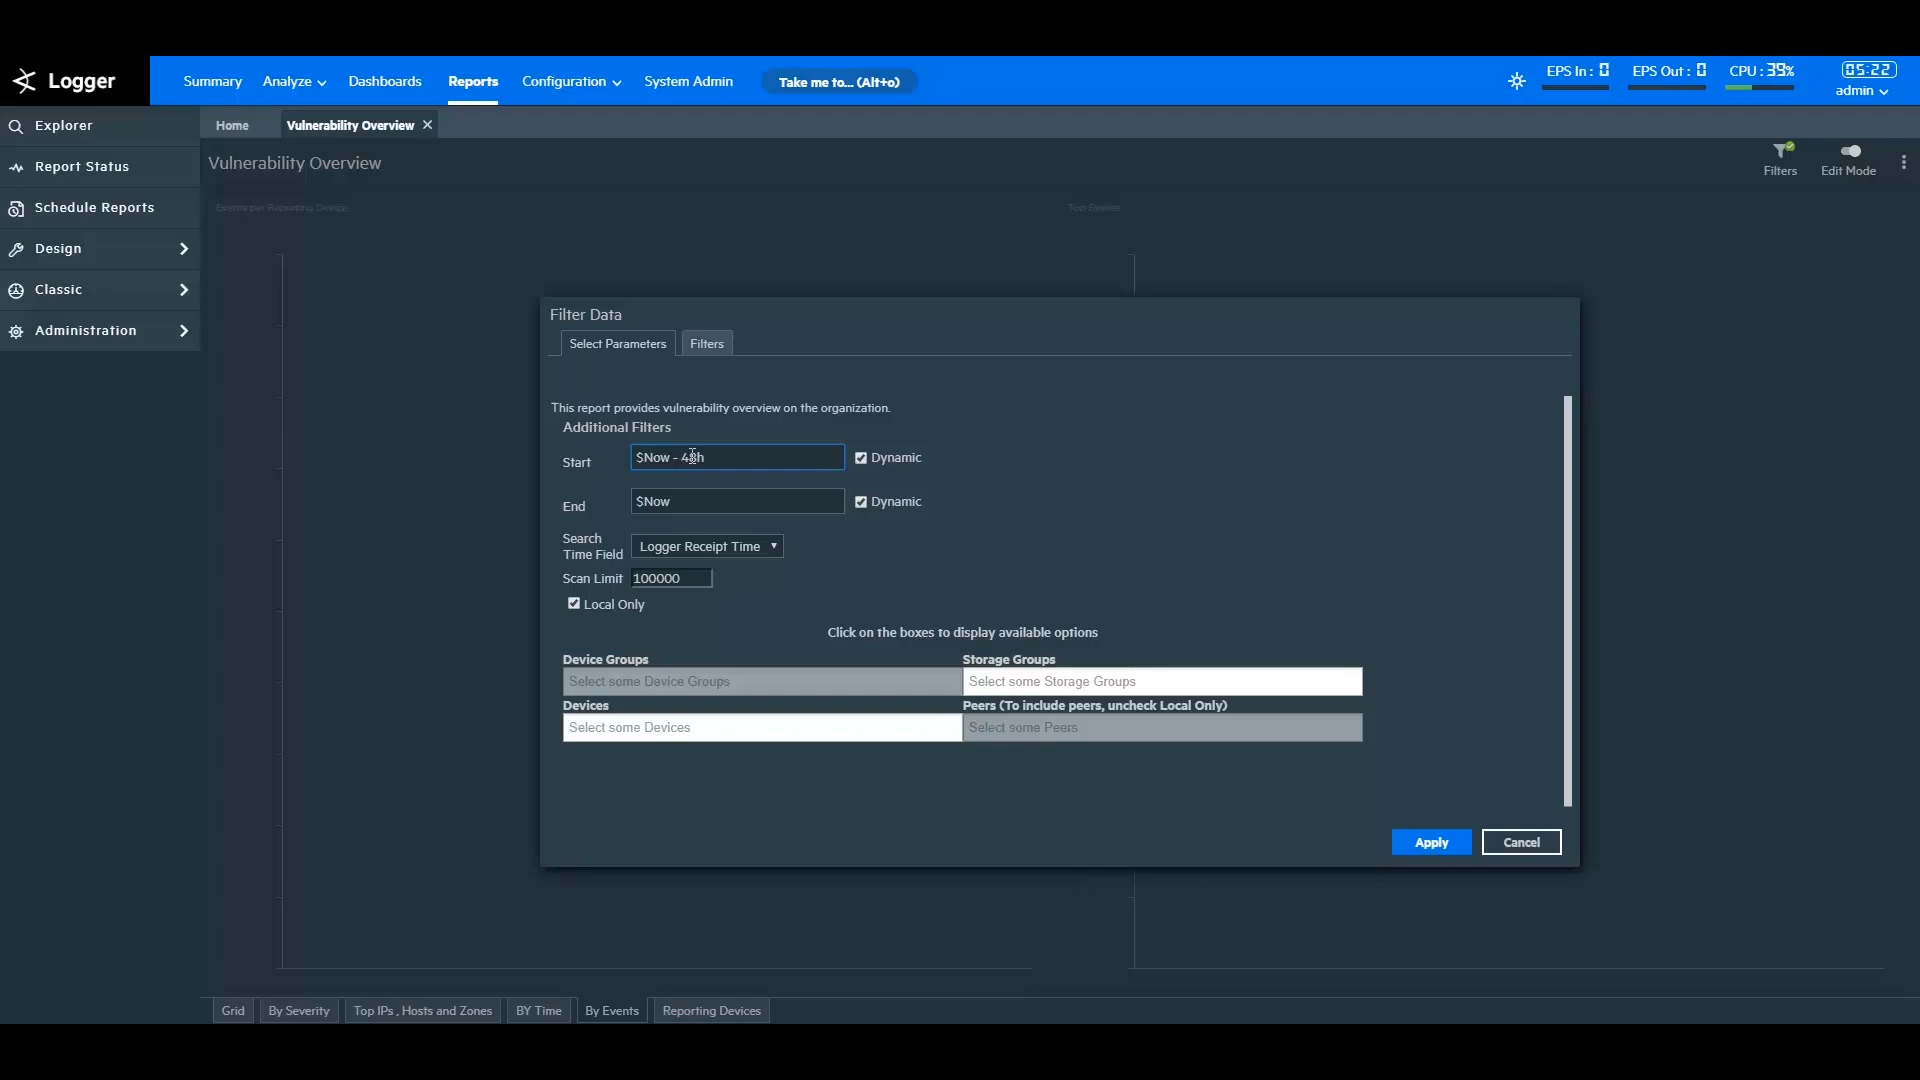 Logger
Summary
Analyze
Dashboards
Reports
Configuration
System Admin
Take me to... (Alt+o)
EPS In : 0
EPS Out : 0
CPU : 39%
05:22
admin
Explorer
Report Status
Schedule Reports
Design
Classic
Administration
Home
Vulnerability Overview
Vulnerability Overview
Filters
Edit Mode
Events per Reporting Device
Top Events
Filter Data
Select Parameters
Filters
This report provides vulnerability overview on the organization.
Additional Filters
Start
$Now - 48h
Dynamic
End
$Now
Dynamic
Search
Time Field
Logger Receipt Time
Scan Limit
100000
Local Only
Click on the boxes to display available options
Device Groups
Storage Groups
Select some Device Groups
Select some Storage Groups
Devices
Peers (To include peers, uncheck Local Only)
Select some Devices
Select some Peers
Apply
Cancel
Grid
By Severity
Top IPs , Hosts and Zones
BY Time
By Events
Reporting Devices